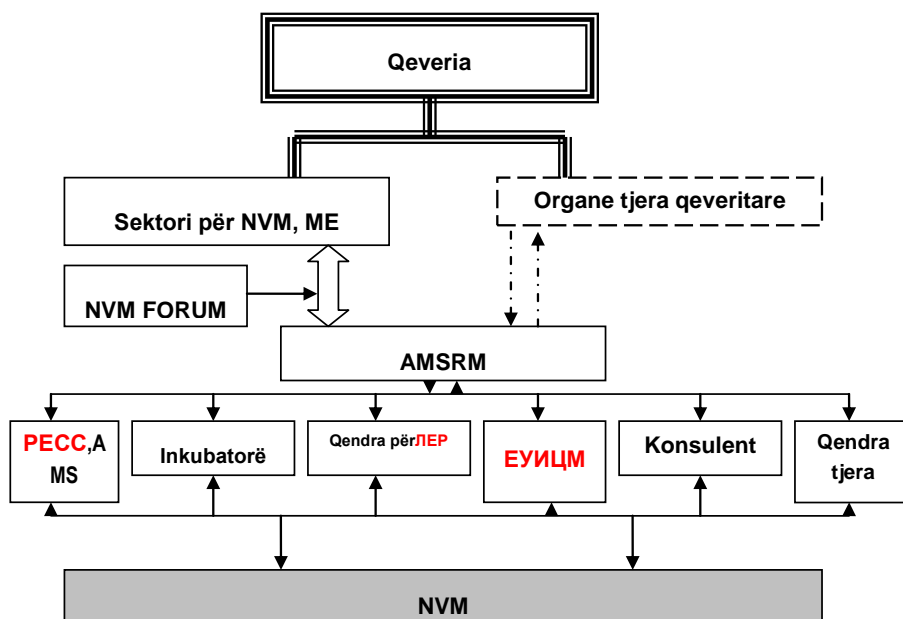 Qeveria
Sektori për NVM, ME
Organe tjera qeveritare
NVM FORUM
AMSRM
РЕСС,A
MS
Inkubatorë
Qendra përЛЕР
ЕУИЦМ
Konsulent
Qendra
tjera
NVM